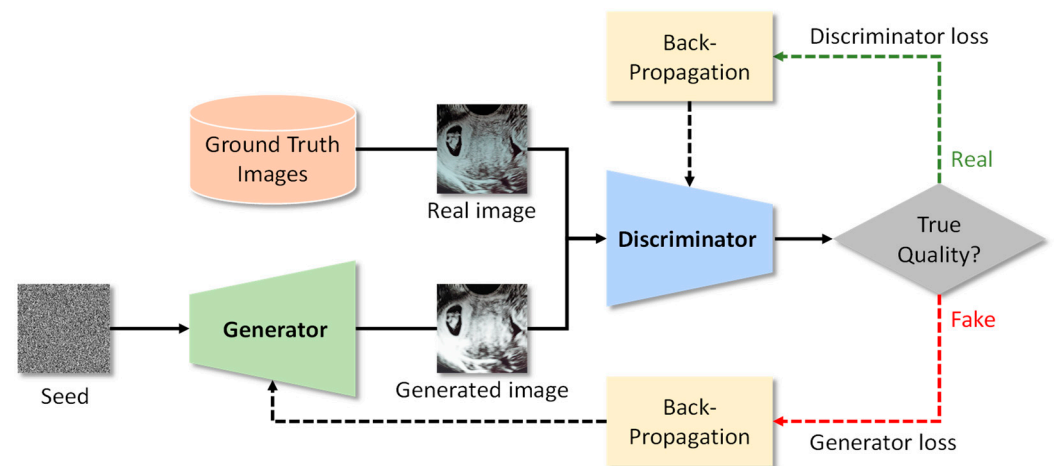 Back-
Propagation
Discriminator loss
Ground Truth
Images
Real
Real image
Discriminator
True
Quality?
Generator
Fake
Seed
Generated image
Back-
Propagation
Generator loss